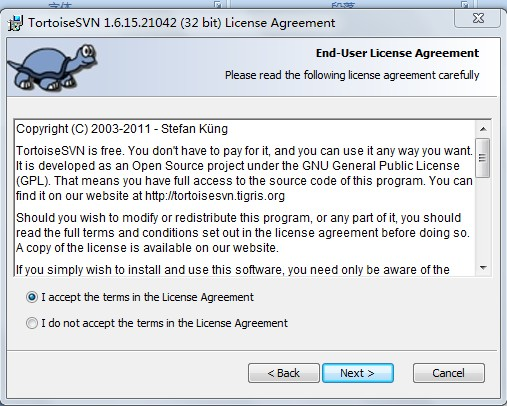 字体
段落
TortoiseSVN 1.6.15.21042 (32 bit) License Agreement
End-User License Agreement
Please read the following license agreement carefully
Copyright (C) 2003-2011 - Stefan Küng
TortoiseSVN is free. You don't have to pay for it, and you can use it any way you want.
It is developed as an Open Source project under the GNU General Public License
(GPL). That means you have full access to the source code of this program. You can
find it on our website at http://tortoisesvn.tigris.org
Should you wish to modify or redistribute this program, or any part of it, you should
read the full terms and conditions set out in the license agreement before doing so.
A copy of the license is available on our website.
If you simply wish to install and use this software, you need only be aware of the
I accept the terms in the License Agreement
I do not accept the terms in the License Agreement
< Back
Next >
Cancel